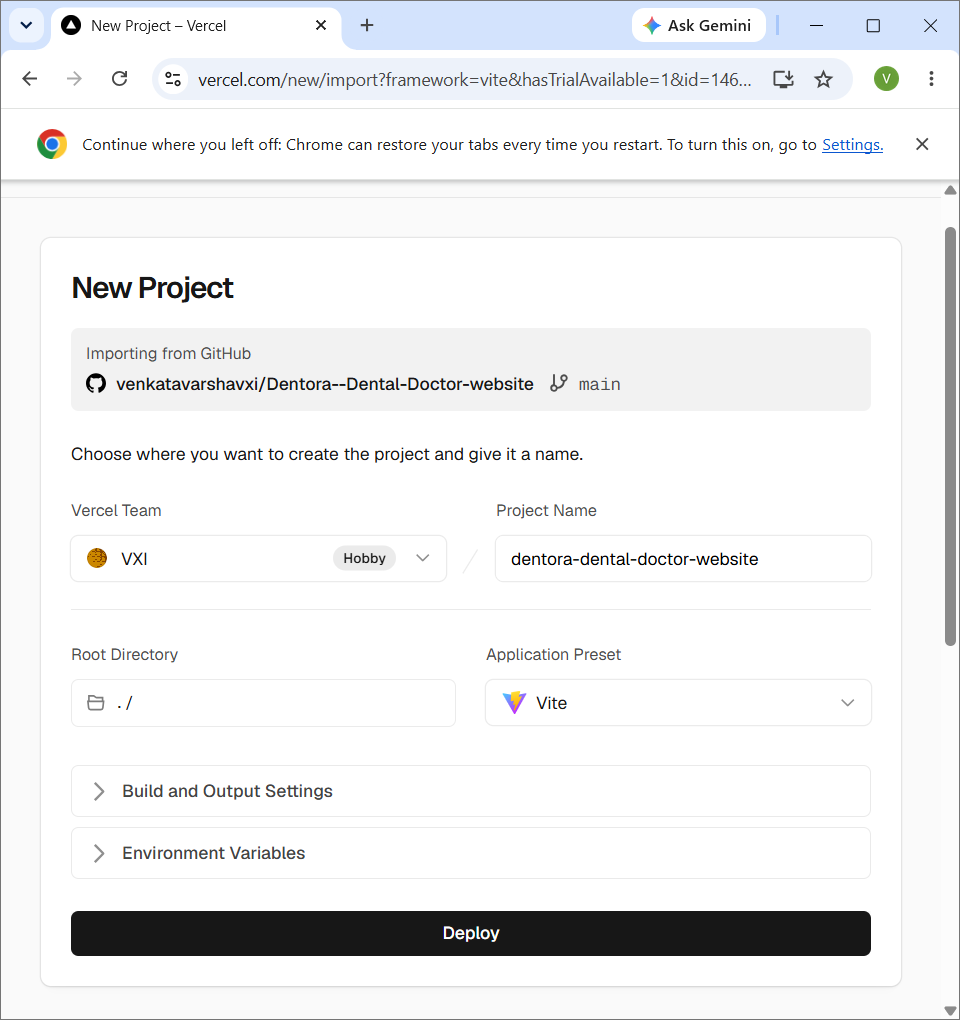 New Project – Vercel
Ask Gemini
vercel.com/new/import?framework=vite&hasTrialAvailable=1&id=146...
V
Continue where you left off: Chrome can restore your tabs every time you restart. To turn this on, go to Settings.
New Project
Importing from GitHub
venkatavarshavxi/Dentora--Dental-Doctor-website main
Choose where you want to create the project and give it a name.
Vercel Team
Project Name
VXI Hobby
/
dentora-dental-doctor-website
Root Directory
Application Preset
./
Vite
Build and Output Settings
Environment Variables
Deploy